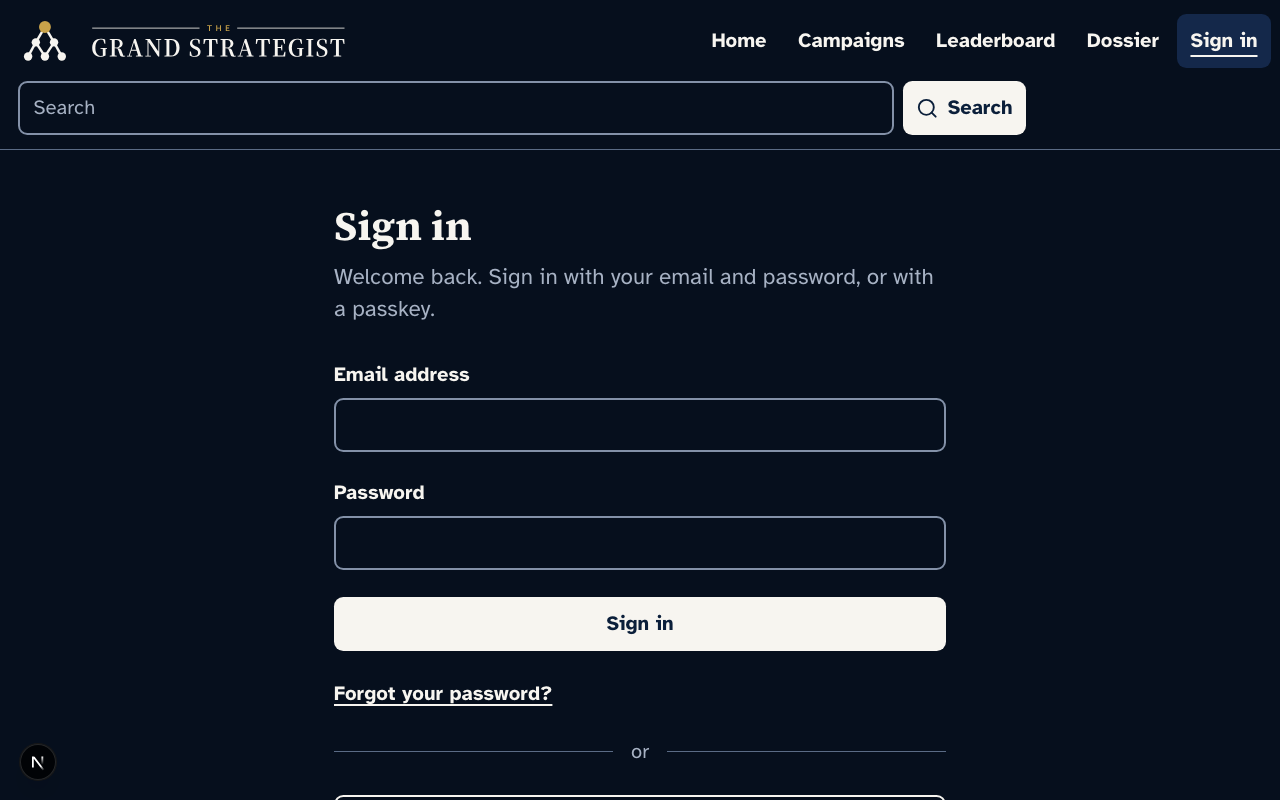 THE
GRAND STRATEGIST
Home
Campaigns
Leaderboard
Dossier
Sign in
Search
Search
Sign in
Welcome back. Sign in with your email and password, or with
a passkey.
Email address
Password
Sign in
Forgot your password?
or
N